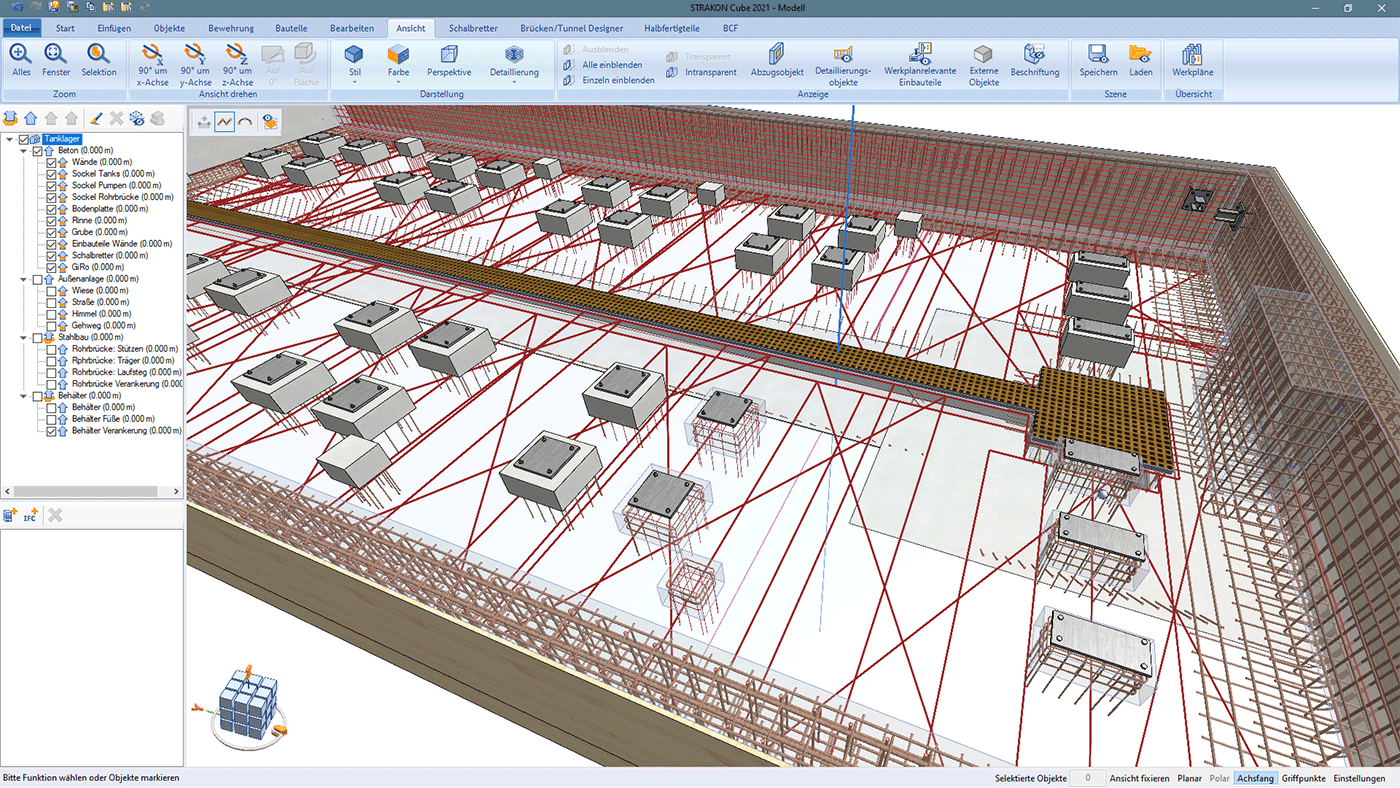 STRAKON Cube 2021 - Modell
Datei Start Einfügen Objekte Bewehrung Bauteile Bearbeiten Ansicht Schalbretter Brücken/Tunnel Designer Halbfertigteile BCF
Alles Fenster Selektion
90° um x-Achse 90° um y-Achse 90° um z-Achse Auf 0° Auf Fläche
Stil Farbe Perspektive Detaillierung
Ausblenden
Alle einblenden
Einzeln einblenden
Transparent
Intransparent
Abzugsobjekt Detaillierungs-objekte Werkplanrelevante Einbauteile Externe Objekte Beschriftung
Speichern Laden Werkpläne
Zoom Ansicht drehen Darstellung Anzeige Szene Übersicht
Tanklager
Beton (0.000 m)
Wände (0.000 m)
Sockel Tanks (0.000 m)
Sockel Pumpen (0.000 m)
Sockel Rohrbrücke (0.000 m)
Bodenplatte (0.000 m)
Rinne (0.000 m)
Grube (0.000 m)
Einbauteile Wände (0.000 m)
Schalbretter (0.000 m)
GiRo (0.000 m)
Außenanlage (0.000 m)
Wiese (0.000 m)
Straße (0.000 m)
Himmel (0.000 m)
Gehweg (0.000 m)
Stahlbau (0.000 m)
Rohrbrücke: Stützen (0.000 m)
Rohrbrücke: Träger (0.000 m)
Rohrbrücke: Laufsteg (0.000 m)
Rohrbrücke Verankerung (0.000
Behälter (0.000 m)
Behälter (0.000 m)
Behälter Füße (0.000 m)
Behälter Verankerung (0.000 m)
IFC
Bitte Funktion wählen oder Objekte markieren
Selektierte Objekte 0 Ansicht fixieren Planar Polar Achsfang Griffpunkte Einstellungen